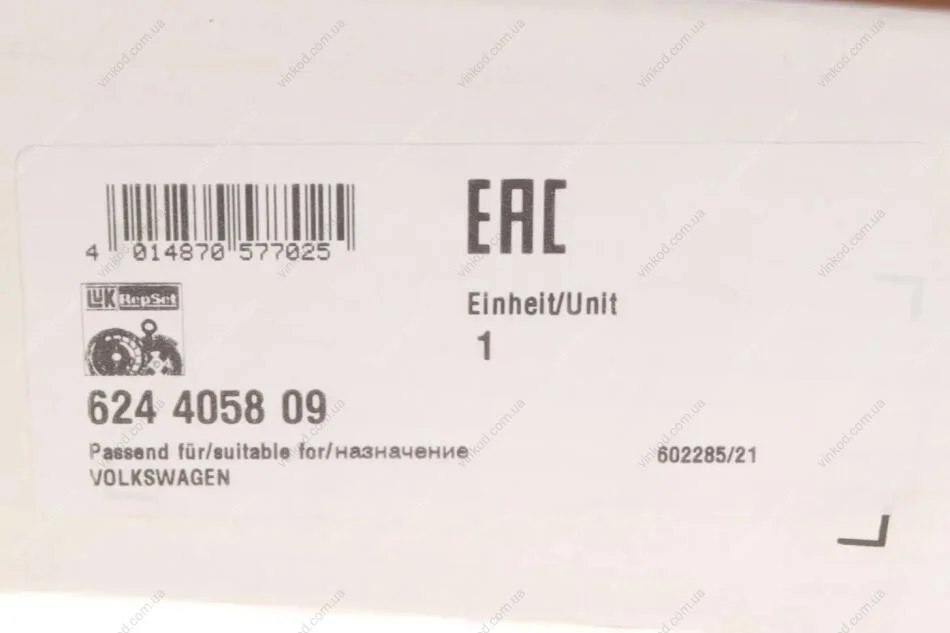 4 014870 577025
EAC
LUK RepSet
Einheit/Unit
1
624 4058 09
Passend für/suitable for/назначение
VOLKSWAGEN
602285/21
vinkod.com.ua